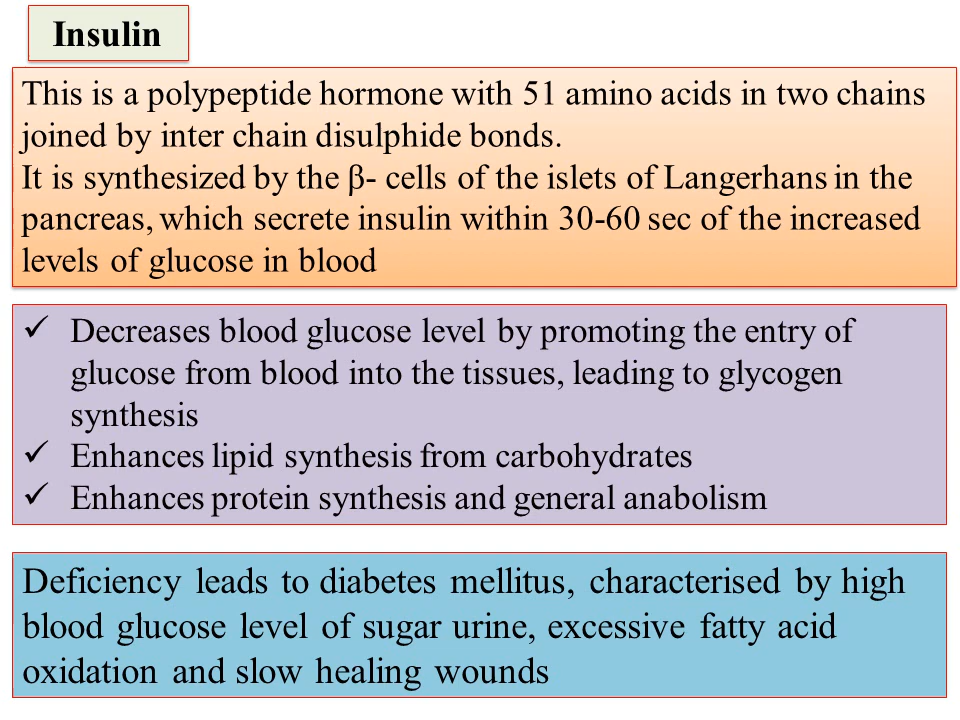 Insulin
This is a polypeptide hormone with 51 amino acids in two chains
joined by inter chain disulphide bonds.
It is synthesized by the β- cells of the islets of Langerhans in the
pancreas, which secrete insulin within 30-60 sec of the increased
levels of glucose in blood
✓ Decreases blood glucose level by promoting the entry of
glucose from blood into the tissues, leading to glycogen
synthesis
✓ Enhances lipid synthesis from carbohydrates
✓ Enhances protein synthesis and general anabolism
Deficiency leads to diabetes mellitus, characterised by high
blood glucose level of sugar urine, excessive fatty acid
oxidation and slow healing wounds